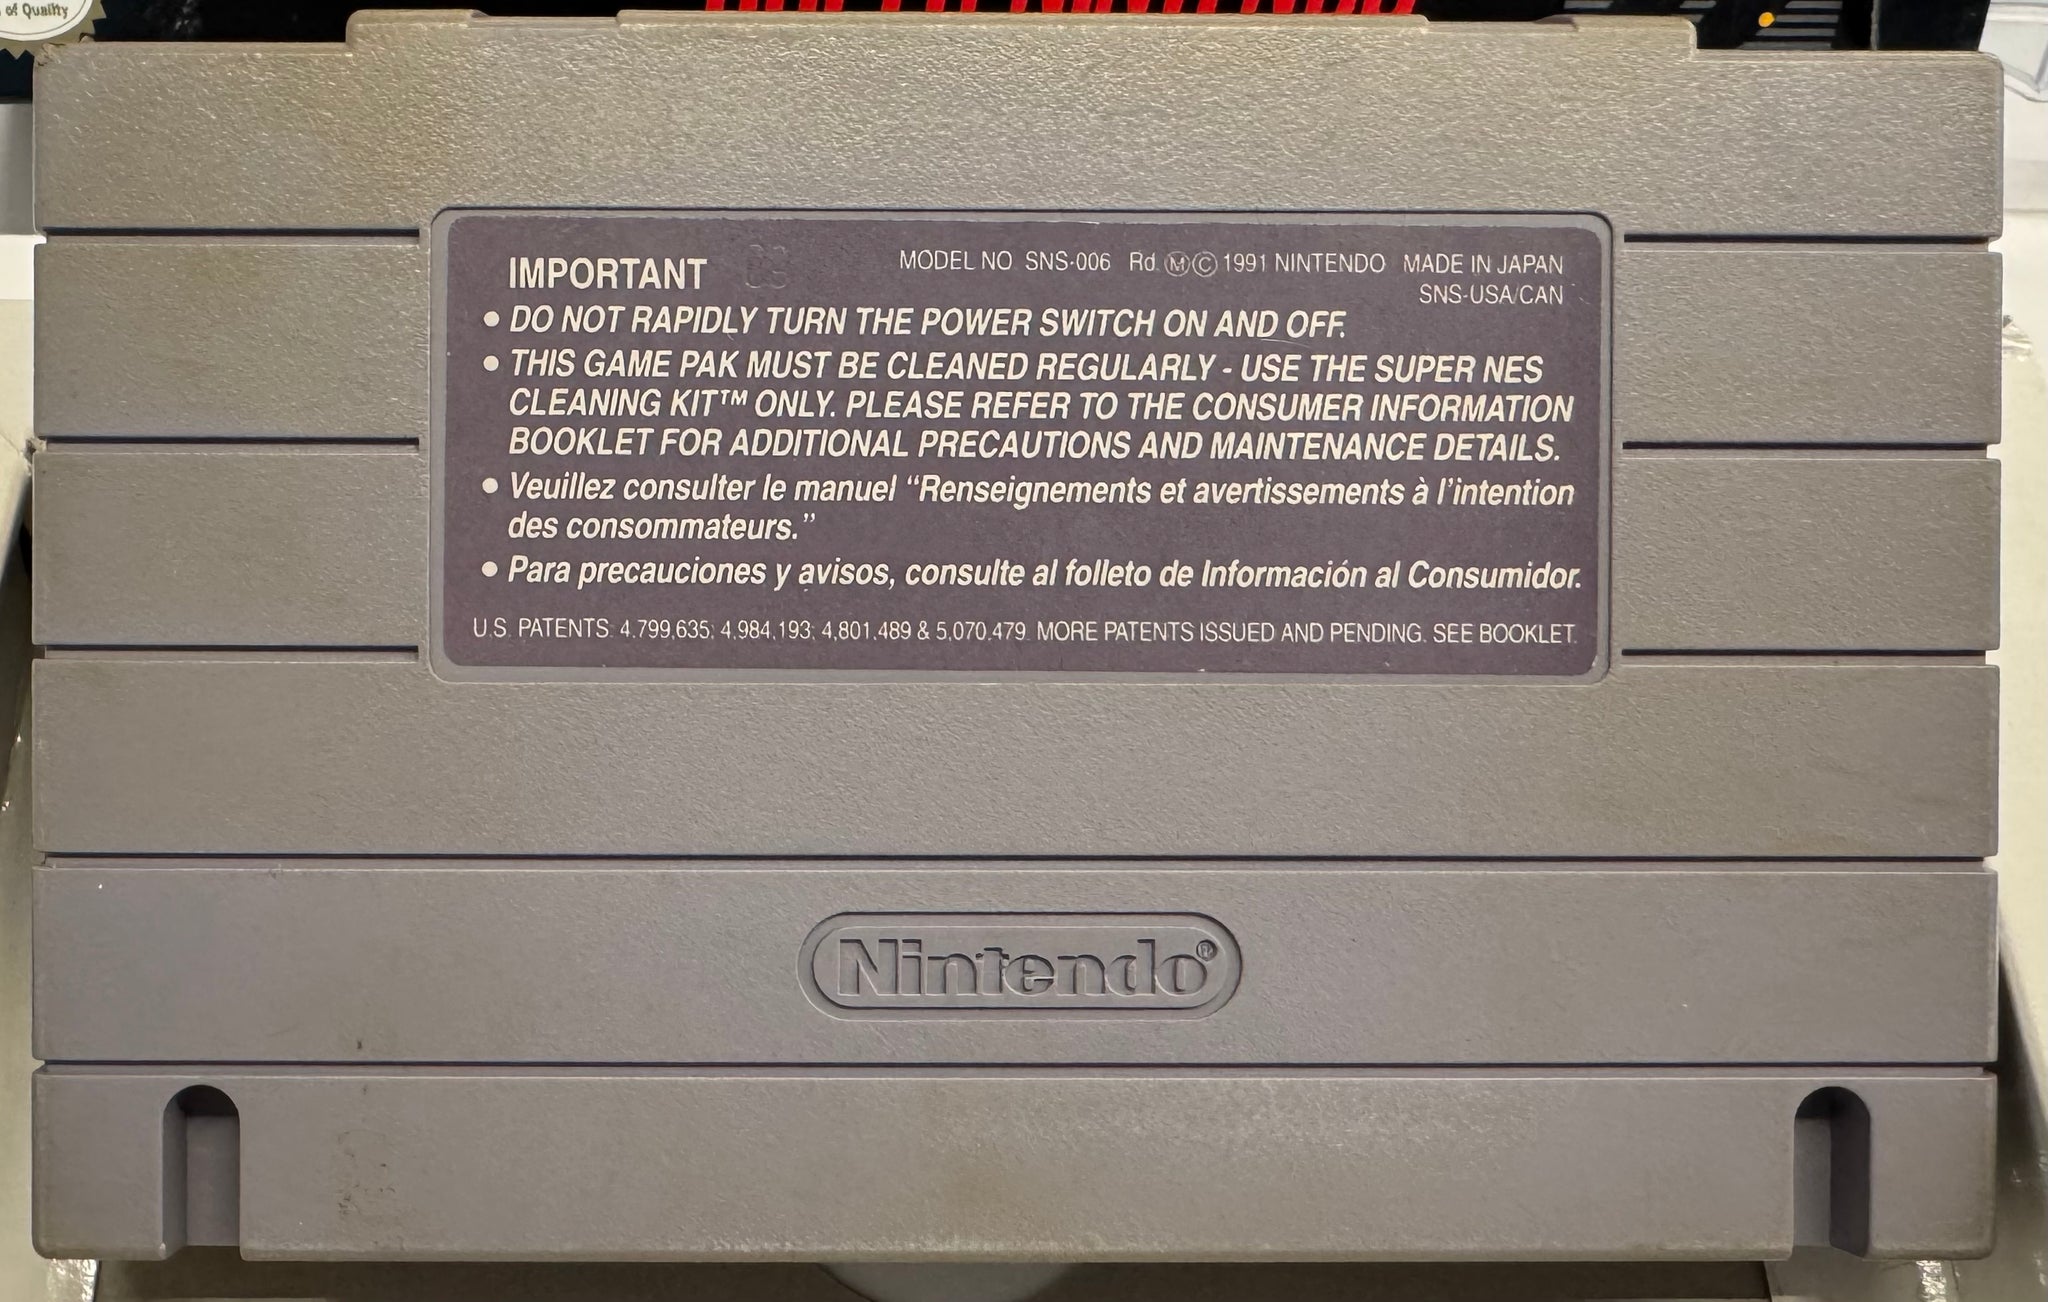 of Quality
SUPER NINTENDO
IMPORTANT
MODEL NO. SNS-006 Rd. Ⓜ©1991 NINTENDO MADE IN JAPAN
SNS-USA/CAN
• DO NOT RAPIDLY TURN THE POWER SWITCH ON AND OFF.
• THIS GAME PAK MUST BE CLEANED REGULARLY - USE THE SUPER NES
CLEANING KIT™ ONLY. PLEASE REFER TO THE CONSUMER INFORMATION
BOOKLET FOR ADDITIONAL PRECAUTIONS AND MAINTENANCE DETAILS.
• Veuillez consulter le manuel “Renseignements et avertissements à l’intention
des consommateurs.”
• Para precauciones y avisos, consulte al folleto de Información al Consumidor.
U.S. PATENTS: 4,799,635; 4,984,193; 4,801,489 & 5,070,479. MORE PATENTS ISSUED AND PENDING. SEE BOOKLET.
Nintendo®